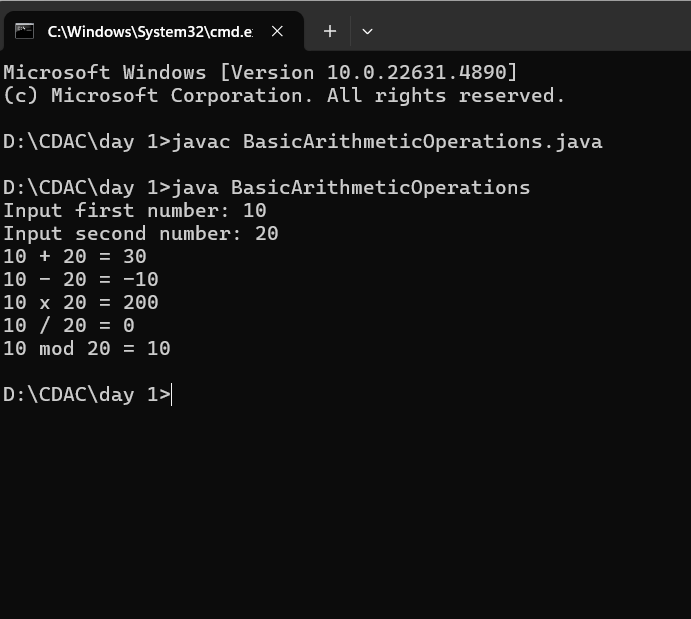 C:\Windows\System32\cmd.e
Microsoft Windows [Version 10.0.22631.4890]
(c) Microsoft Corporation. All rights reserved.
D:\CDAC\day 1>javac BasicArithmeticOperations.java
D:\CDAC\day 1>java BasicArithmeticOperations
Input first number: 10
Input second number: 20
10 + 20 = 30
10 - 20 = -10
10 x 20 = 200
10 / 20 = 0
10 mod 20 = 10
D:\CDAC\day 1>